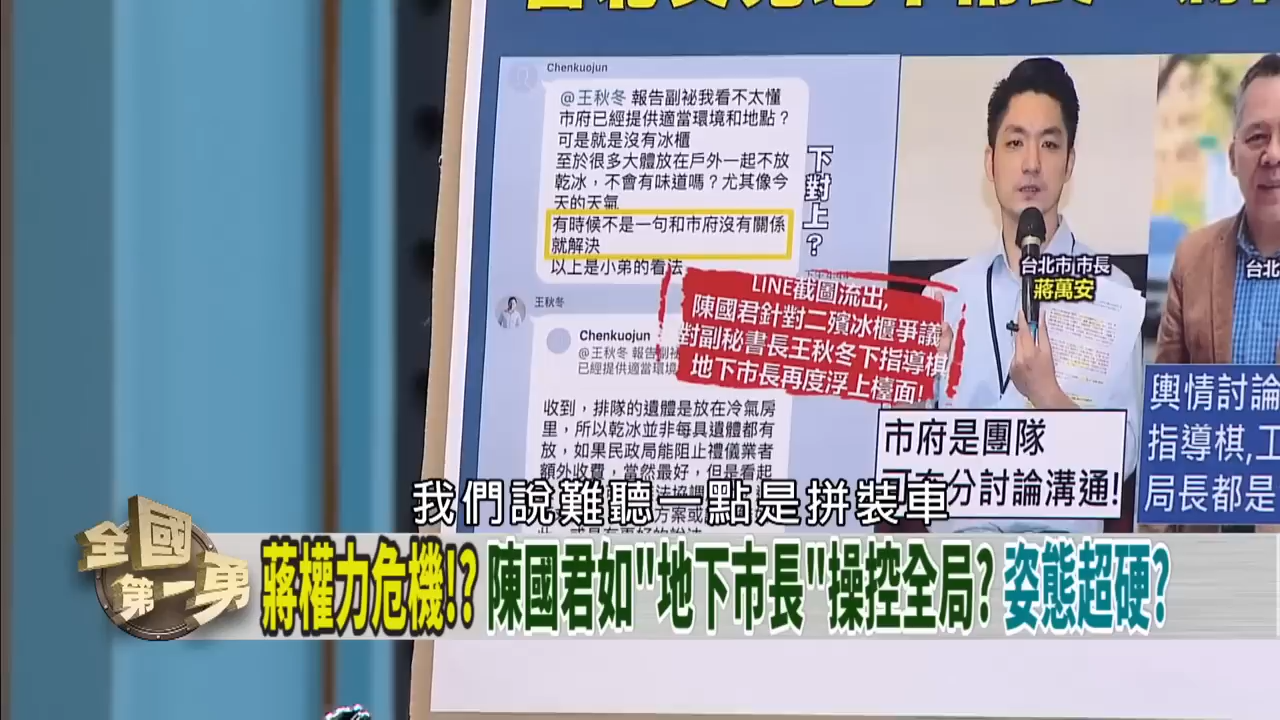 Chenkuojun
@王秋冬 報告副祕我看不太懂
市府已經提供適當環境和地點？
可是就是沒有冰櫃
至於很多大體放在戶外一起不放
乾冰，不會有味道嗎？尤其像今
天的天氣
有時候不是一句和市府沒有關係
就解決
以上是小弟的看法
下對上？
王秋冬
Chenkuojun
@王秋冬 報告副祕
已經提供適當環境
收到，排隊的遺體是放在冷氣房
里，所以乾冰並非每具遺體都有
放，如果民政局能阻止禮儀業者
額外收費，當然最好，但是看起
LINE截圖流出,
陳國君針對二殯冰櫃爭議
對副秘書長王秋冬下指導棋
地下市長再度浮上檯面!
台北市 市長
蔣萬安
市府是團隊
分討論溝通!
台北
輿情討論
指導棋,工
局長都是
我們說難聽一點是拼裝車
全國
第一勇
蔣權力危機!? 陳國君如"地下市長"操控全局? 姿態超硬?